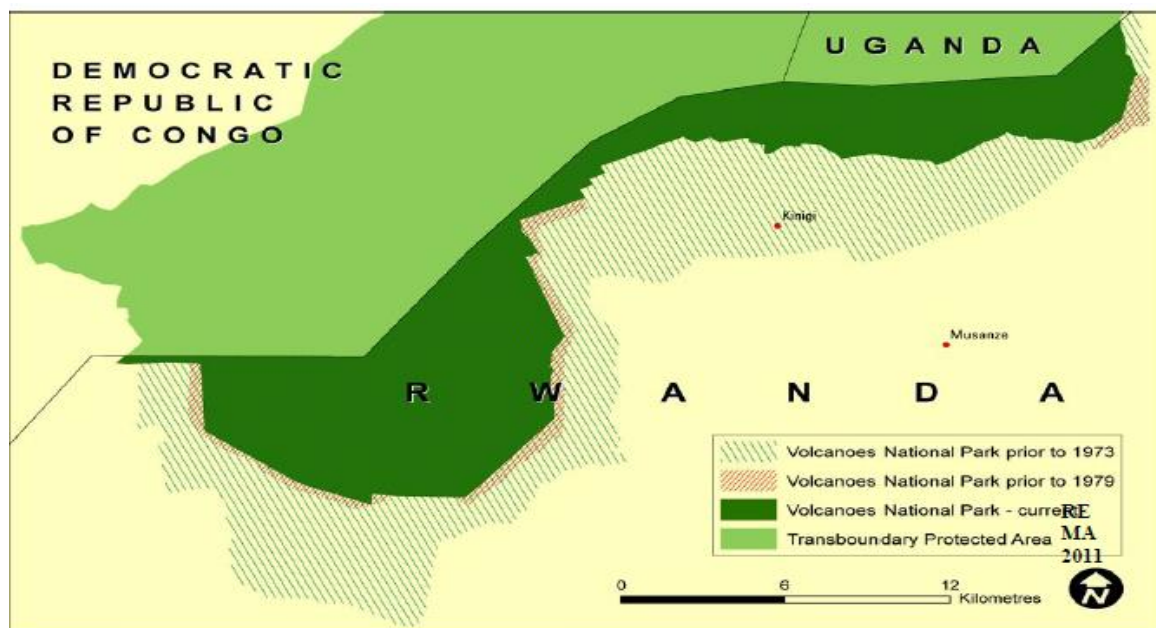 DEMOCRATIC
REPUBLIC
OF CONGO
UGANDA
Kinigi
Musanze
RWANDA
Volcanoes National Park prior to 1973
Volcanoes National Park prior to 1979
Volcanoes National Park - current
Transboundary Protected Area
RE
MA
2011
0 6 12
Kilometres
N